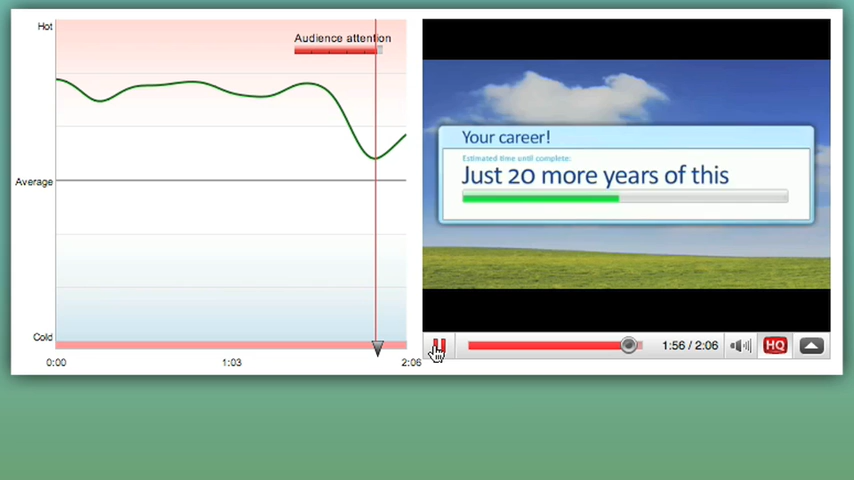 Hot
Audience attention
Average
Cold
0:00
1:03
2:06
Your career!
Estimated time until complete:
Just 20 more years of this
1:56 / 2:06
HQ